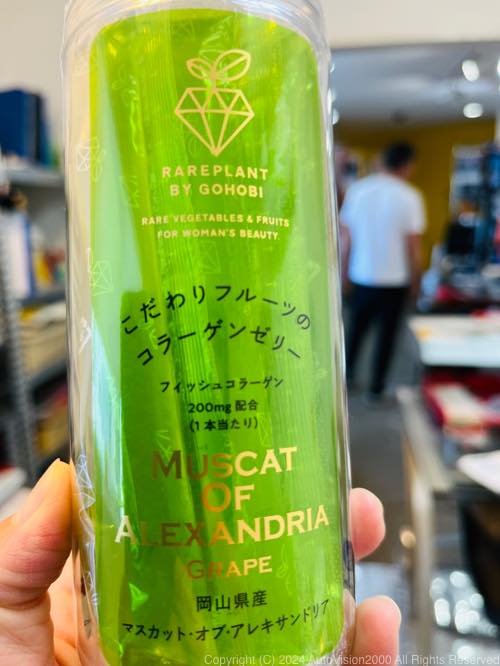 RAREPLANT
BY GOHOBI
RARE VEGETABLES & FRUITS
FOR WOMAN'S BEAUTY.
こだわりフルーツの
コラーゲンゼリー
フィッシュコラーゲン
200mg 配合
(1本当たり)
MUSCAT
OF
ALEXANDRIA
GRAPE
岡山県産
マスカット・オブ・アレキサンドリア
Copyright (C) 2024 AutoVision2000 All Rights Reserved